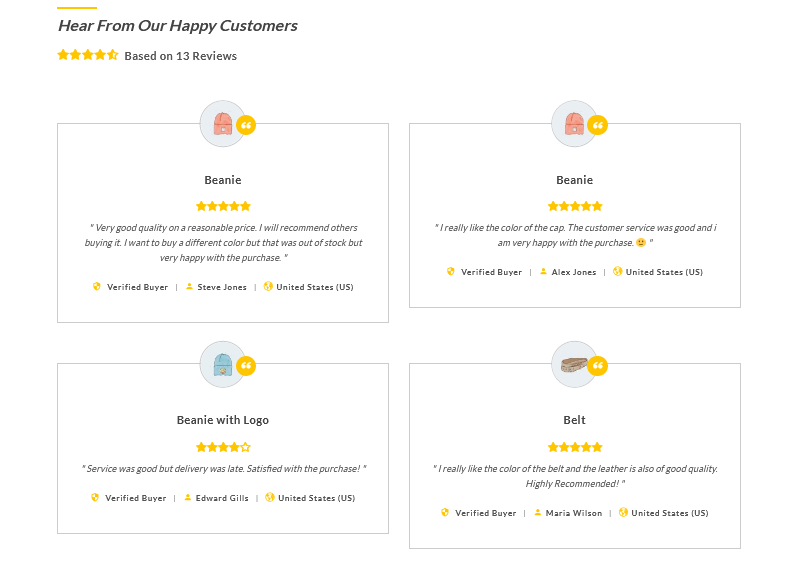 Hear From Our Happy Customers
Based on 13 Reviews
Beanie
" Very good quality on a reasonable price. I will recommend others
buying it. I want to buy a different color but that was out of stock but
very happy with the purchase. "
Verified Buyer | Steve Jones | United States (US)
Beanie
" I really like the color of the cap. The customer service was good and i
am very happy with the purchase. 🙂 "
Verified Buyer | Alex Jones | United States (US)
Beanie with Logo
" Service was good but delivery was late. Satisfied with the purchase! "
Verified Buyer | Edward Gills | United States (US)
Belt
" I really like the color of the belt and the leather is also of good quality.
Highly Recommended! "
Verified Buyer | Maria Wilson | United States (US)